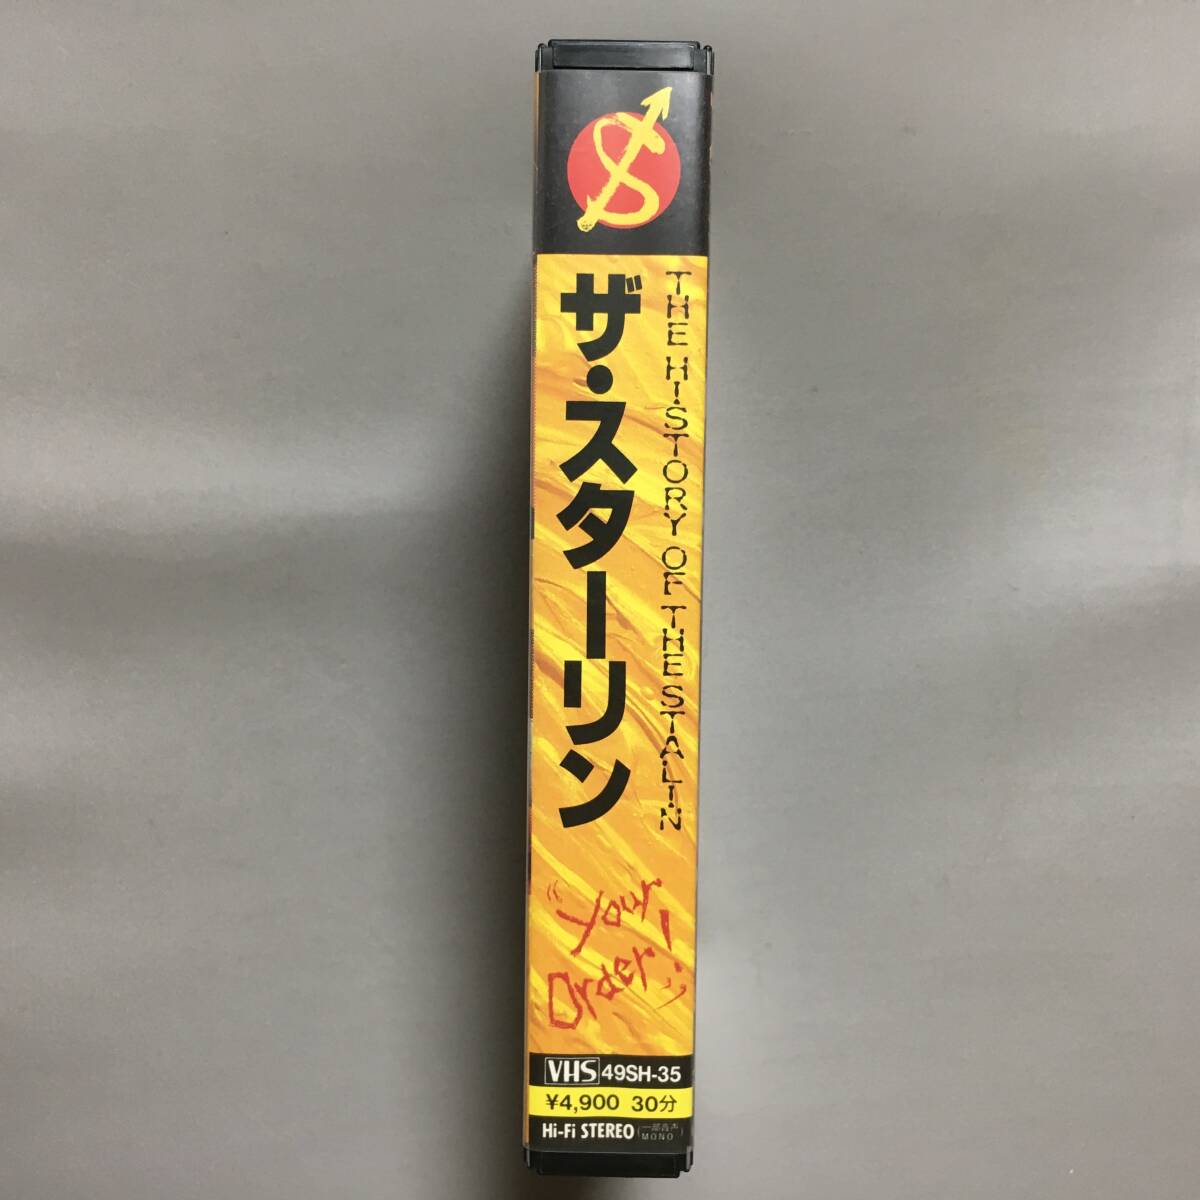 ザ・スターリン
THE HISTORY OF THE STALIN
"Your
Order!"
VHS 49SH-35
¥4,900 30分
Hi-Fi STEREO (一部音声
MONO)